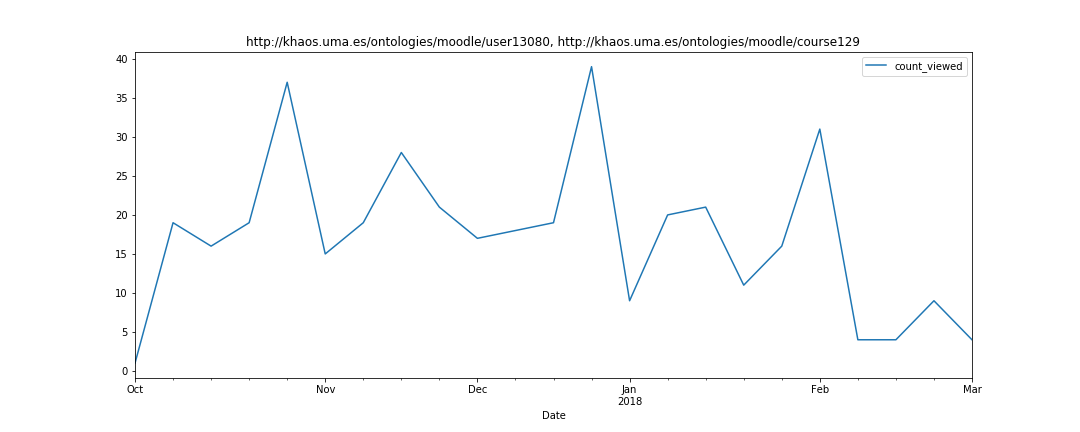 http://khaos.uma.es/ontologies/moodle/user13080, http://khaos.uma.es/ontologies/moodle/course129
count_viewed
40
35
30
25
20
15
10
5
0
Oct Nov Dec Jan Feb Mar
2018
Date